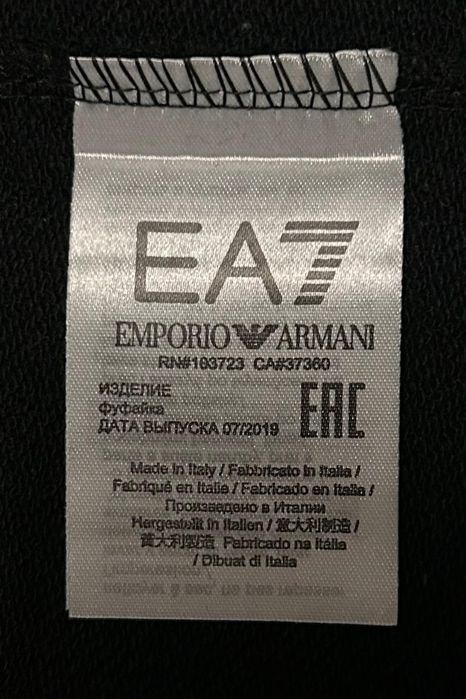 EA7
EMPORIO ARMANI
RN#103723 CA#37360
ИЗДЕЛИЕ
фуфайка
ДАТА ВЫПУСКА 07/2019
EAC
Made in Italy / Fabbricato in Italia /
Fabriqué en Italie / Fabricado en Italia /
Произведено в Италии
Hergestellt in Italien / 意大利制造 /
義大利製造 Fabricado na Itália
/ Dibuat di Italia